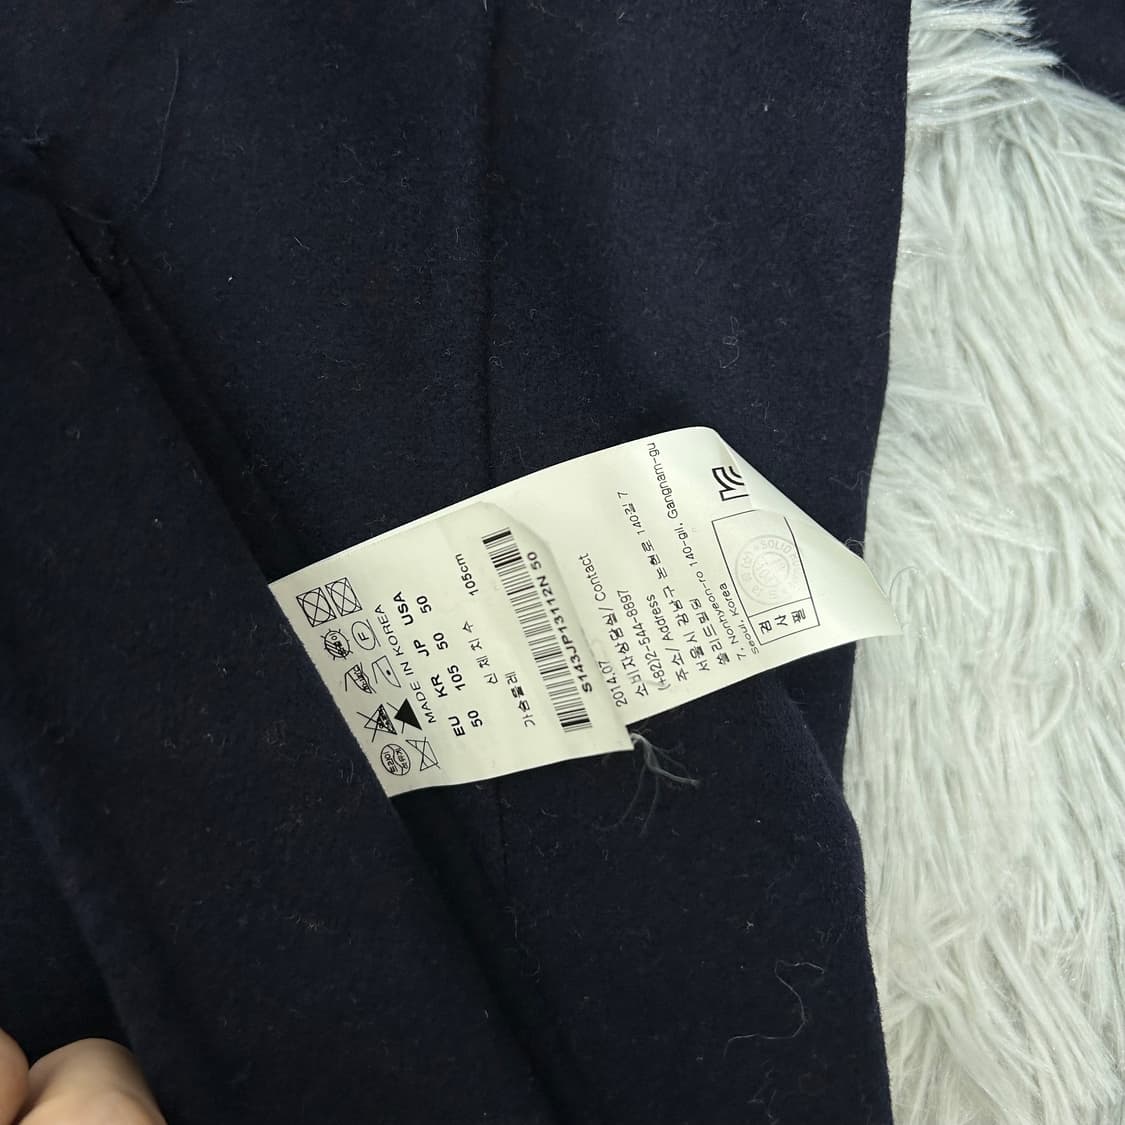 MADE IN KOREA
EU KR JP USA
50 105 50 50
신체치수
가슴둘레 105cm
S143JP1312N 50
2014.07
소비자상담실/ Contact
(+82)2-544-8897
주소/ Address
서울시 강남구 논현로 140길 7
솔리드빌딩
7, Nonhyeon-ro 140-gil, Gangnam-gu
Seoul, Korea
SOLID
검사품